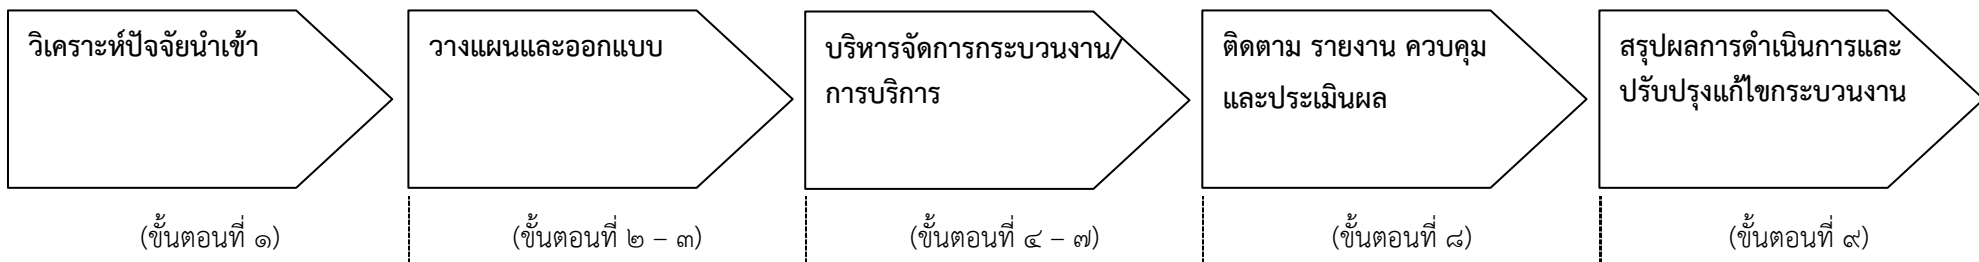 วิเคราะห์ปัจจัยนำเข้า
วางแผนและออกแบบ
บริหารจัดการกระบวนงาน/
การบริการ
ติดตาม รายงาน ควบคุม
และประเมินผล
สรุปผลการดำเนินการและ
ปรับปรุงแก้ไขกระบวนงาน
(ขั้นตอนที่ ๑)
(ขั้นตอนที่ ๒ – ๓)
(ขั้นตอนที่ ๔ – ๗)
(ขั้นตอนที่ ๘)
(ขั้นตอนที่ ๙)